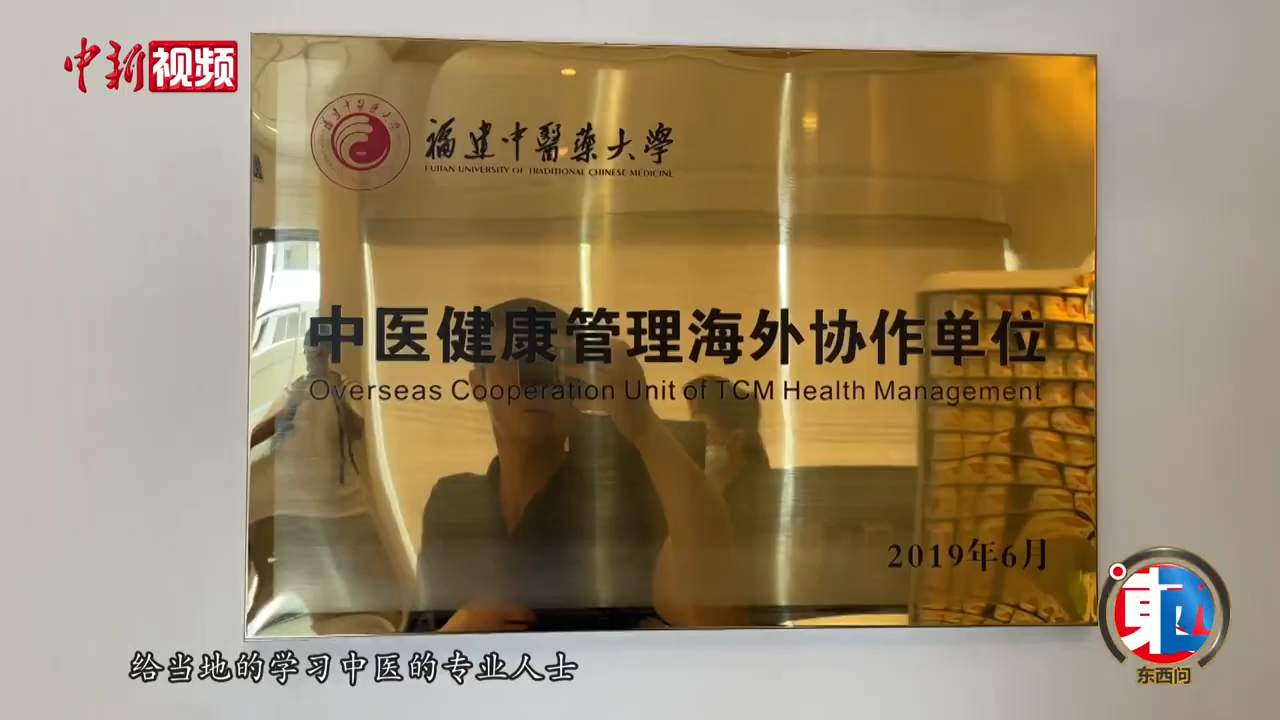 中新视频
福建中醫藥大學
FUJIAN UNIVERSITY OF TRADITIONAL CHINESE MEDICINE
中医健康管理海外协作单位
Overseas Cooperation Unit of TCM Health Management
2019年6月
给当地的学习中医的专业人士
东西问